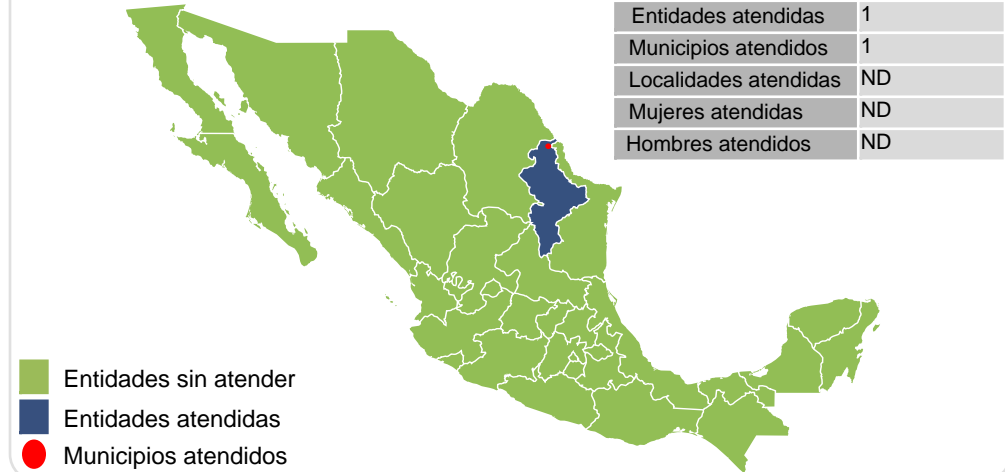 Entidades atendidas 1
Municipios atendidos 1
Localidades atendidas ND
Mujeres atendidas ND
Hombres atendidos ND
Entidades sin atender
Entidades atendidas
Municipios atendidos